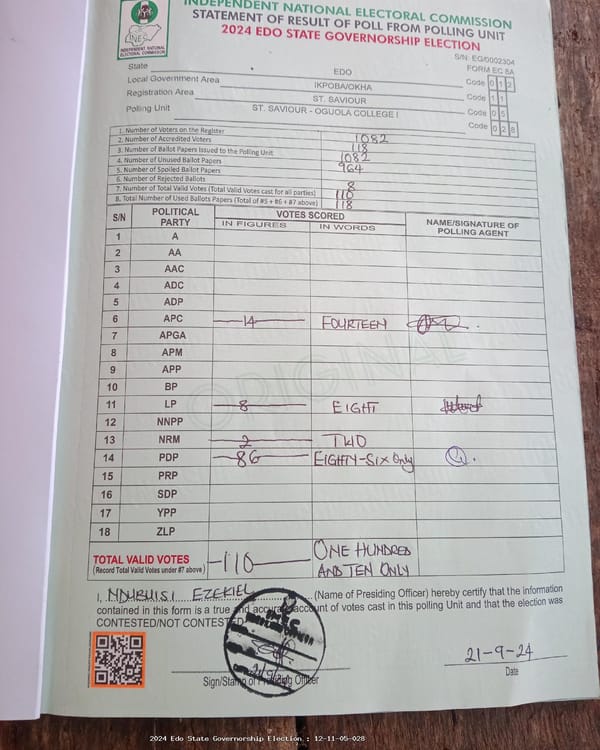 INDEPENDENT NATIONAL ELECTORAL COMMISSION
STATEMENT OF RESULT OF POLL FROM POLLING UNIT
2024 EDO STATE GOVERNORSHIP ELECTION
INEC
INDEPENDENT NATIONAL
ELECTORAL COMMISSION
S/N: EG/0002304
FORM EC 8A
State EDO Code 0 1 2
Local Government Area IKPOBA/OKHA Code 1 1
Registration Area ST. SAVIOUR Code 0 5
Polling Unit ST. SAVIOUR - OGUOLA COLLEGE I Code 0 2 8
1. Number of Voters on the Register 1082
2. Number of Accredited Voters 118
3. Number of Ballot Papers Issued to the Polling Unit 1082
4. Number of Unused Ballot Papers 964
5. Number of Spoiled Ballot Papers
6. Number of Rejected Ballots 8
7. Number of Total Valid Votes (Total Valid Votes cast for all parties) 110
8. Total Number of Used Ballots Papers (Total of #5 + #6 + #7 above) 118
S/N POLITICAL PARTY VOTES SCORED NAME/SIGNATURE OF POLLING AGENT
IN FIGURES IN WORDS
1 A
2 AA
3 AAC
4 ADC
5 ADP
6 APC 14 FOURTEEN
7 APGA
8 APM
9 APP
10 BP
11 LP 8 EIGHT
12 NNPP
13 NRM 2 TWO
14 PDP 86 EIGHTY-SIX Only
15 PRP
16 SDP
17 YPP
18 ZLP
ORIGINAL
TOTAL VALID VOTES 110 ONE HUNDRED
(Record Total Valid Votes under #7 above) AND TEN ONLY
I, NDUBUISI EZEKIEL (Name of Presiding Officer) hereby certify that the information
contained in this form is a true and accurate account of votes cast in this polling Unit and that the election was
CONTESTED/NOT CONTESTED
21-9-24
Sign/Stamp of Presiding Officer Date
2024 Edo State Governorship Election : 12-11-05-028